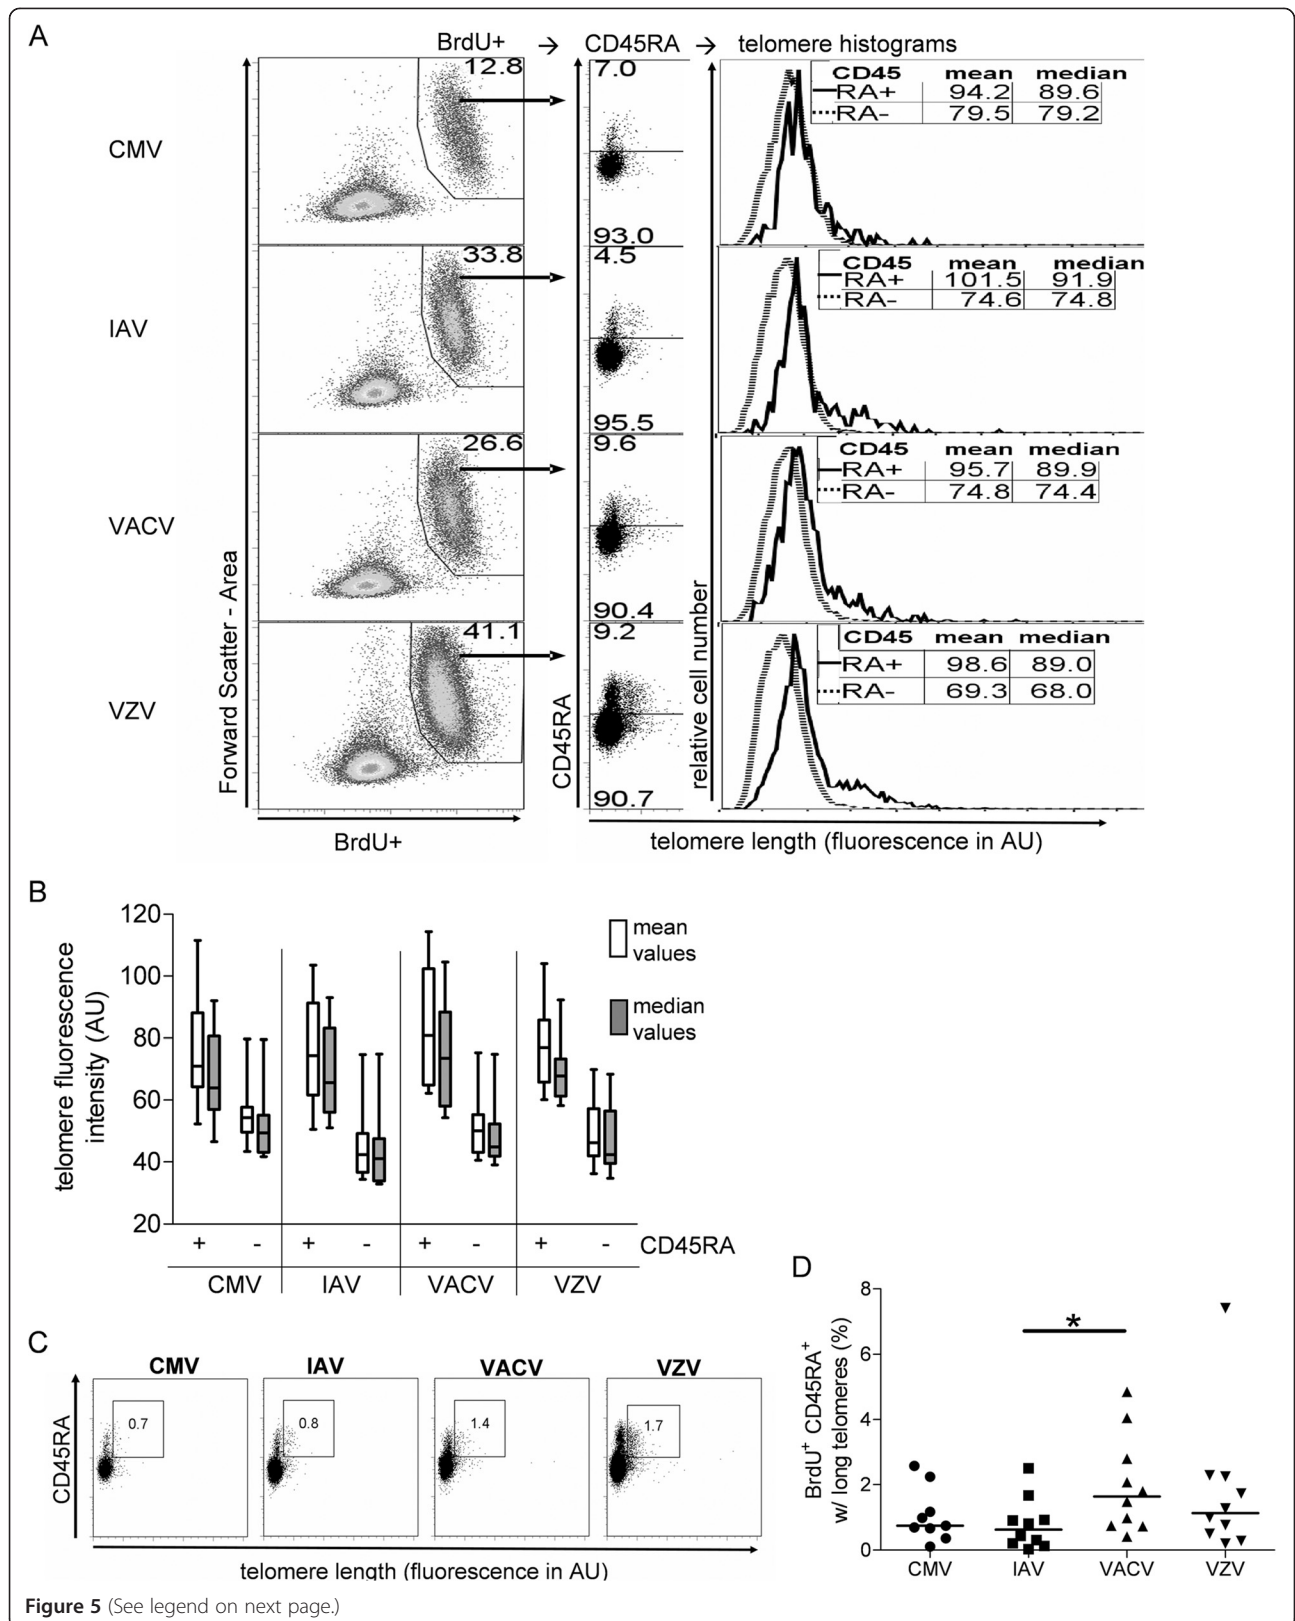 A
BrdU+ → CD45RA → telomere histograms
CMV
12.8
7.0
93.0
CD45 mean median
RA+ 94.2 89.6
RA- 79.5 79.2
IAV
33.8
4.5
95.5
CD45 mean median
RA+ 101.5 91.9
RA- 74.6 74.8
VACV
26.6
9.6
90.4
CD45 mean median
RA+ 95.7 89.9
RA- 74.8 74.4
VZV
41.1
9.2
90.7
CD45 mean median
RA+ 98.6 89.0
RA- 69.3 68.0
Forward Scatter - Area
CD45RA
relative cell number
BrdU+
telomere length (fluorescence in AU)
B
telomere fluorescence
intensity (AU)
120
100
80
60
40
20
mean
values
median
values
+ - + - + - + - CD45RA
CMV IAV VACV VZV
C
CMV IAV VACV VZV
0.7 0.8 1.4 1.7
CD45RA
telomere length (fluorescence in AU)
D
BrdU+ CD45RA+
w/ long telomeres (%)
8
6
4
2
0
*
CMV IAV VACV VZV
Figure 5 (See legend on next page.)